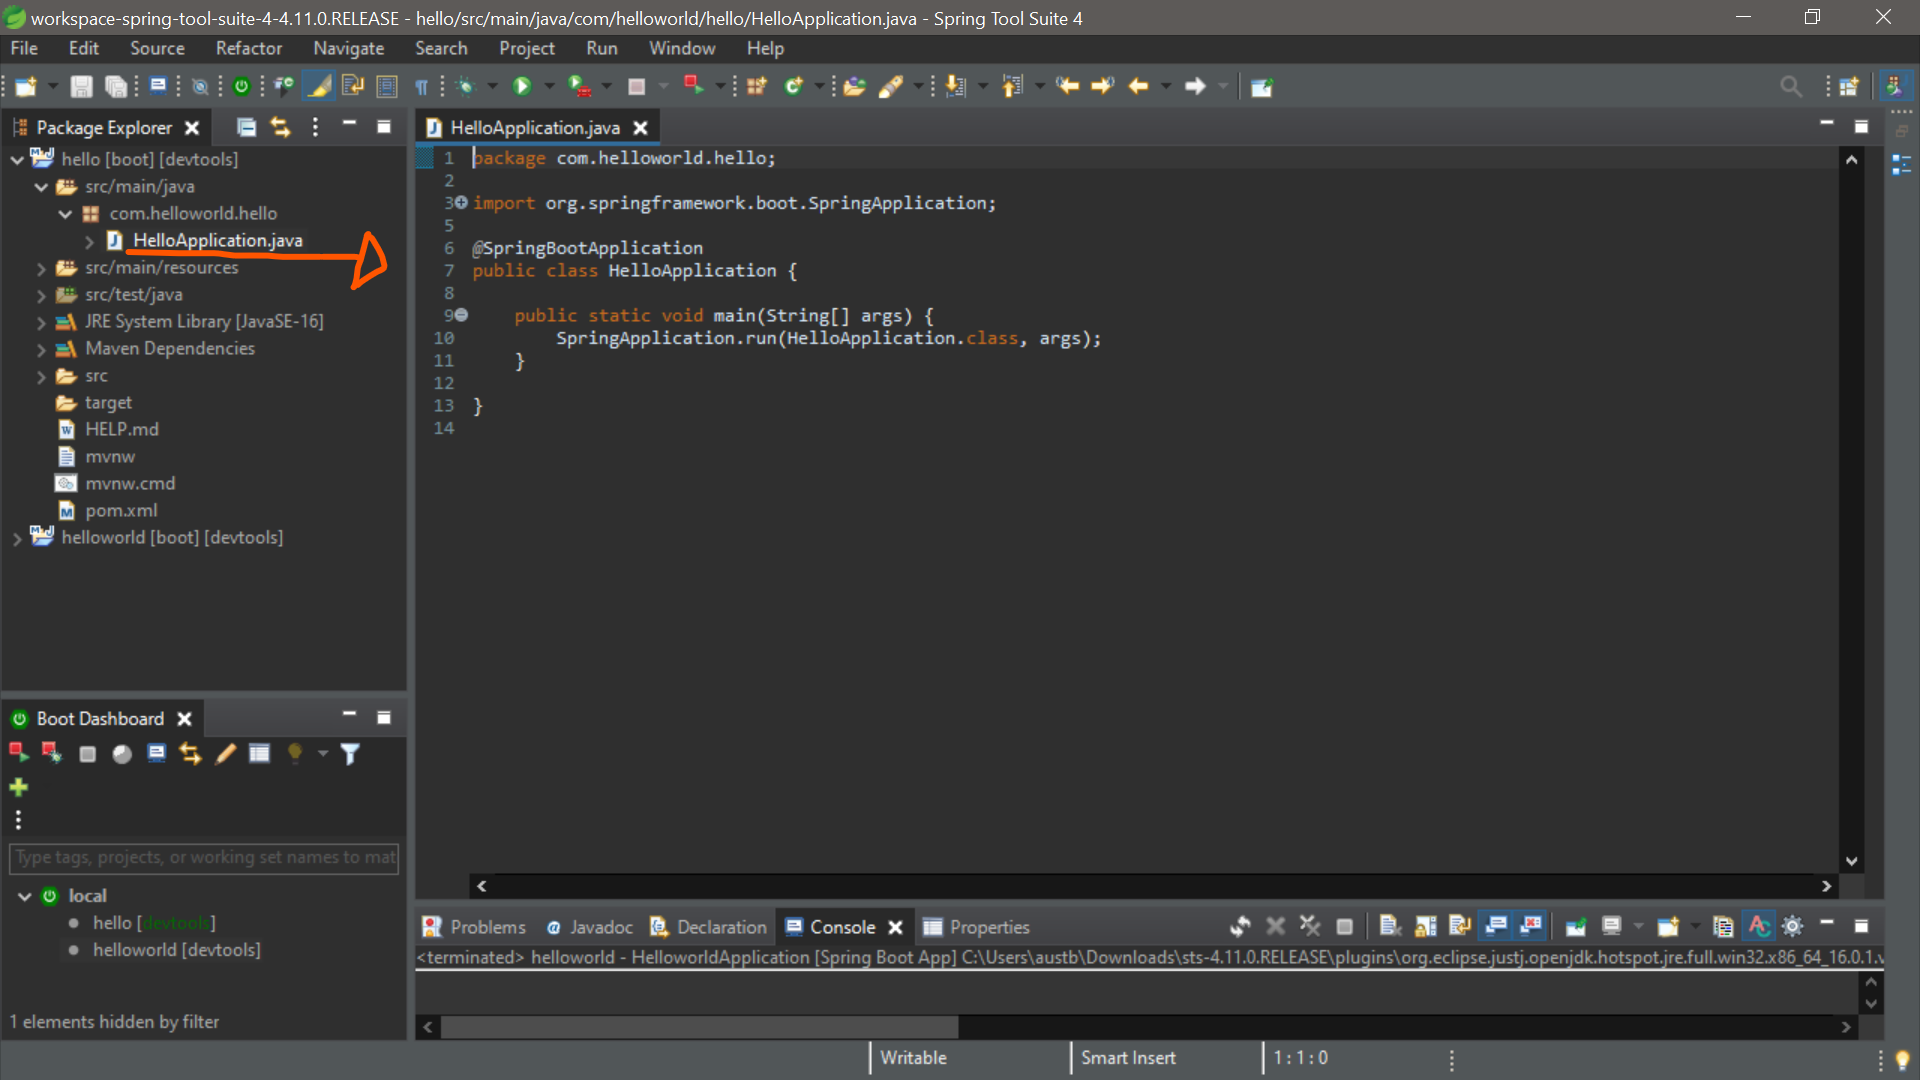 workspace-spring-tool-suite-4-4.11.0.RELEASE - hello/src/main/java/com/helloworld/hello/HelloApplication.java - Spring Tool Suite 4
File Edit Source Refactor Navigate Search Project Run Window Help
Package Explorer
hello [boot] [devtools]
src/main/java
com.helloworld.hello
HelloApplication.java
src/main/resources
src/test/java
JRE System Library [JavaSE-16]
Maven Dependencies
src
target
HELP.md
mvnw
mvnw.cmd
pom.xml
helloworld [boot] [devtools]
HelloApplication.java
1 package com.helloworld.hello;
2
3 import org.springframework.boot.SpringApplication;
5
6 @SpringBootApplication
7 public class HelloApplication {
8
9 public static void main(String[] args) {
10 SpringApplication.run(HelloApplication.class, args);
11 }
12
13 }
14
Boot Dashboard
Type tags, projects, or working set names to mat
local
hello [devtools]
helloworld [devtools]
1 elements hidden by filter
Problems Javadoc Declaration Console Properties
<terminated> helloworld - HelloworldApplication [Spring Boot App] C:\Users\austb\Downloads\sts-4.11.0.RELEASE\plugins\org.eclipse.justj.openjdk.hotspot.jre.full.win32.x86_64_16.0.1.v
Writable Smart Insert 1 : 1 : 0